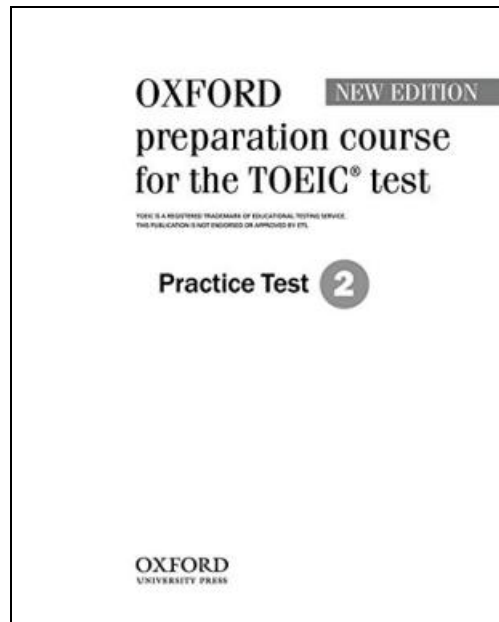 OXFORD NEW EDITION
preparation course
for the TOEIC® test
TOEIC IS A REGISTERED TRADEMARK OF EDUCATIONAL TESTING SERVICE.
THIS PUBLICATION IS NOT ENDORSED OR APPROVED BY ETS.
Practice Test 2
OXFORD
UNIVERSITY PRESS